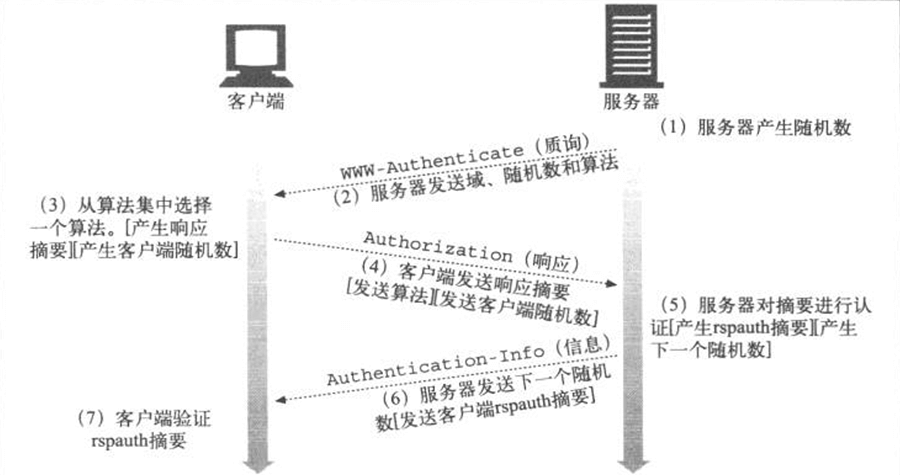 客户端
服务器
(1) 服务器产生随机数
WWW-Authenticate (质询)
(2) 服务器发送域、随机数和算法
(3) 从算法集中选择
一个算法。[产生响应
摘要][产生客户端随机数]
Authorization (响应)
(4) 客户端发送响应摘要
[发送算法][发送客户端随机数]
(5) 服务器对摘要进行认
证[产生rspauth摘要][产生
下一个随机数]
Authentication-Info (信息)
(6) 服务器发送下一个随机
数[发送客户端rspauth摘要]
(7) 客户端验证
rspauth摘要